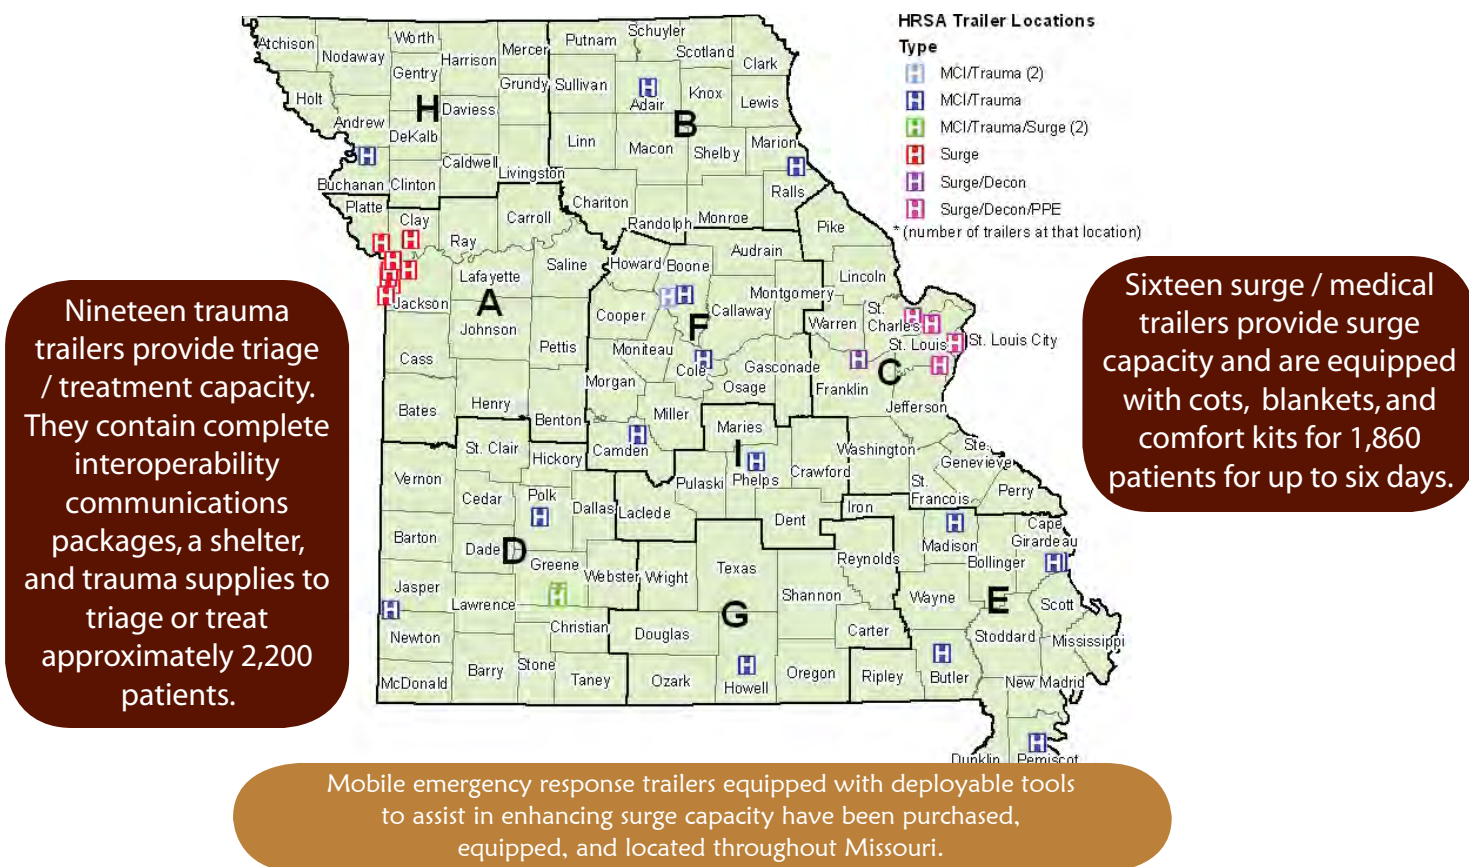 HRSA Trailer Locations
Type
MCI/Trauma (2)
MCI/Trauma
MCI/Trauma/Surge (2)
Surge
Surge/Decon
Surge/Decon/PPE
* (number of trailers at that location)
Atchison
Nodaway
Worth
Gentry
Harrison
Mercer
Grundy
Holt
Andrew
DeKalb
Daviess
H
Buchanan
Clinton
Caldwell
Livingston
Putnam
Schuyler
Scotland
Clark
Sullivan
Adair
Knox
Lewis
B
Linn
Macon
Shelby
Marion
Ralls
Chariton
Randolph
Monroe
Platte
Clay
Ray
Carroll
Lafayette
Saline
Jackson
A
Johnson
Cass
Pettis
Bates
Henry
Benton
Howard
Boone
Audrain
Cooper
F
Callaway
Montgomery
Moniteau
Cole
Osage
Gasconade
Morgan
Miller
Camden
Pike
Lincoln
Warren
St.
Charles
St. Louis
St. Louis City
Franklin
C
Jefferson
Washington
Ste.
Genevieve
St.
Francois
Perry
Maries
I
Phelps
Pulaski
Crawford
Laclede
Dent
St. Clair
Hickory
Vernon
Cedar
Polk
Dallas
Barton
Dade
D
Greene
Webster
Jasper
Lawrence
Christian
Newton
McDonald
Barry
Stone
Taney
Wright
Texas
Reynolds
Shannon
G
Douglas
Carter
Ozark
Howell
Oregon
Iron
Madison
Cape
Girardeau
Bollinger
Wayne
E
Scott
Stoddard
Mississippi
Ripley
Butler
New Madrid
Dunklin
Pemiscot
Nineteen trauma
trailers provide triage
/ treatment capacity.
They contain complete
interoperability
communications
packages, a shelter,
and trauma supplies to
triage or treat
approximately 2,200
patients.
Sixteen surge / medical
trailers provide surge
capacity and are equipped
with cots, blankets, and
comfort kits for 1,860
patients for up to six days.
Mobile emergency response trailers equipped with deployable tools
to assist in enhancing surge capacity have been purchased,
equipped, and located throughout Missouri.